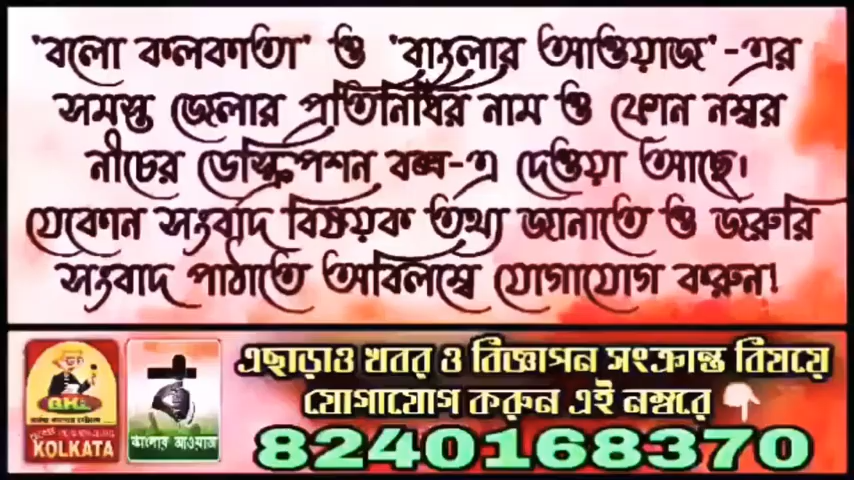 'বলো কলকাতা' ও 'বাংলার আওয়াজ'-এর
সমস্ত জেলার প্রতিনিধির নাম ও ফোন নম্বর
নীচের ডেস্ক্রিপশন বক্স-এ দেওয়া আছে।
যেকোন সংবাদ বিষয়ক তথ্য জানাতে ও জরুরি
সংবাদ পাঠাতে অবিলম্বে যোগাযোগ করুন!
এছাড়াও খবর ও বিজ্ঞাপন সংক্রান্ত বিষয়ে
যোগাযোগ করুন এই নম্বরে
8240168370
KOLKATA
বাংলার আওয়াজ